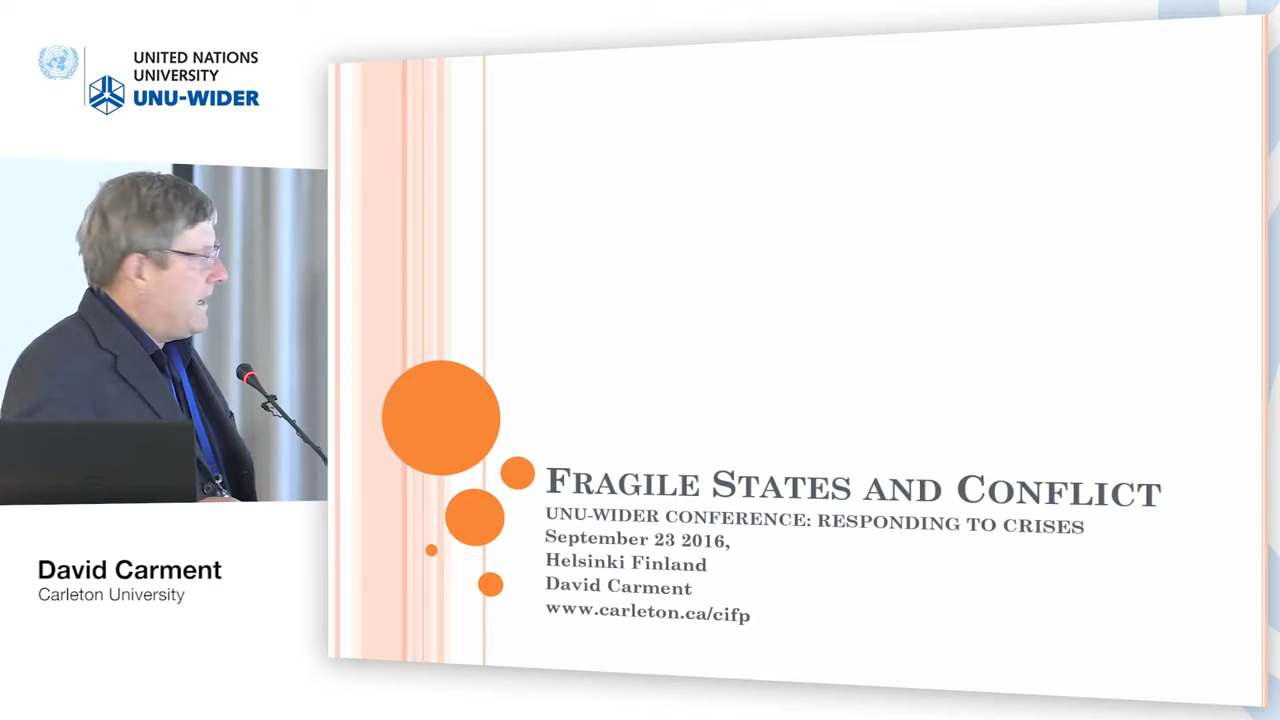 UNITED NATIONS
UNIVERSITY
UNU-WIDER
David Carment
Carleton University
FRAGILE STATES AND CONFLICT
UNU-WIDER CONFERENCE: RESPONDING TO CRISES
September 23 2016,
Helsinki Finland
David Carment
www.carleton.ca/cifp